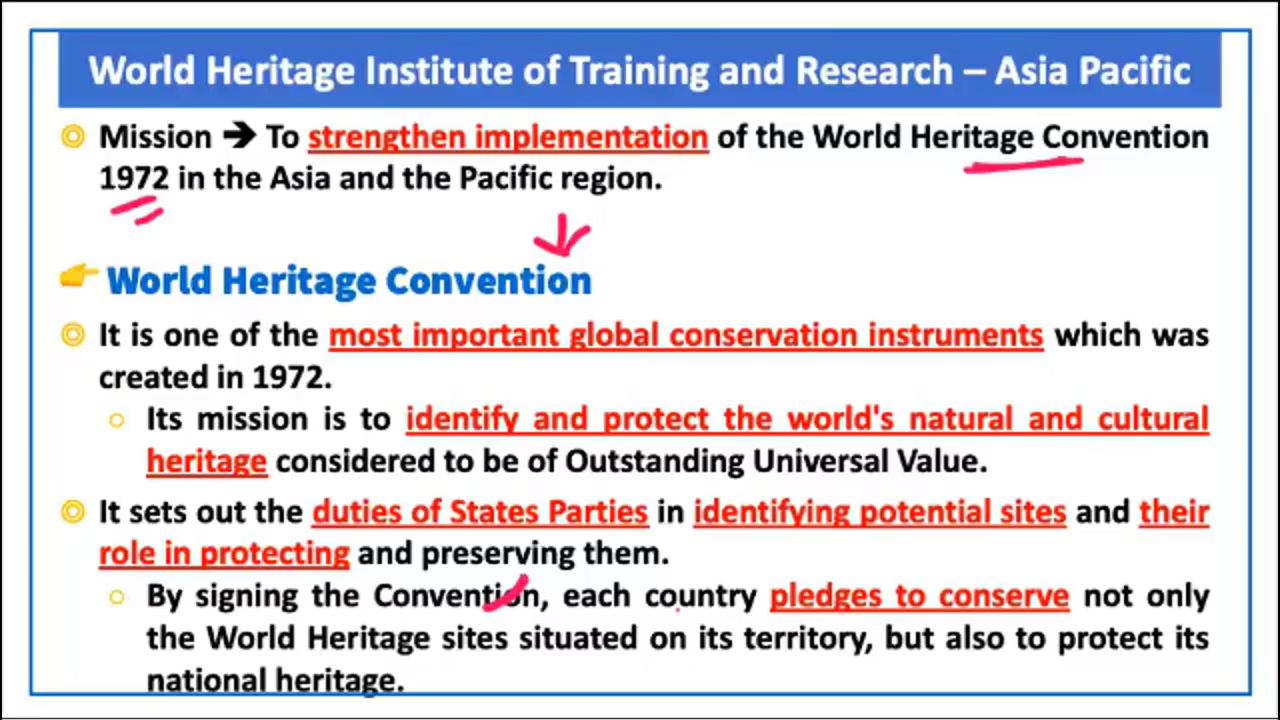 World Heritage Institute of Training and Research – Asia Pacific
Mission ➔ To strengthen implementation of the World Heritage Convention
1972 in the Asia and the Pacific region.
World Heritage Convention
It is one of the most important global conservation instruments which was
created in 1972.
Its mission is to identify and protect the world's natural and cultural
heritage considered to be of Outstanding Universal Value.
It sets out the duties of States Parties in identifying potential sites and their
role in protecting and preserving them.
By signing the Convention, each country pledges to conserve not only
the World Heritage sites situated on its territory, but also to protect its
national heritage.